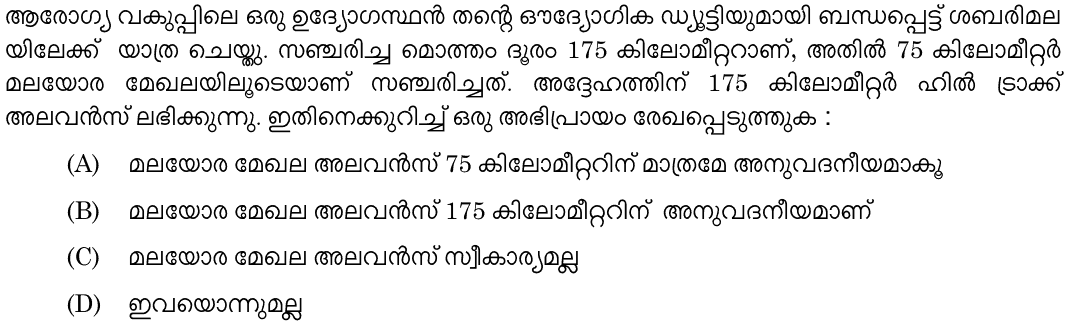 ആരോഗ്യ വകുപ്പിലെ ഒരു ഉദ്യോഗസ്ഥൻ തന്റെ ഔദ്യോഗിക ഡ്യൂട്ടിയുമായി ബന്ധപ്പെട്ട് ശബരിമല
യിലേക്ക് യാത്ര ചെയ്തു. സഞ്ചരിച്ച മൊത്തം ദൂരം 175 കിലോമീറ്ററാണ്, അതിൽ 75 കിലോമീറ്റർ
മലയോര മേഖലയിലൂടെയാണ് സഞ്ചരിച്ചത്. അദ്ദേഹത്തിന് 175 കിലോമീറ്റർ ഹിൽ ട്രാക്ക്
അലവൻസ് ലഭിക്കുന്നു. ഇതിനെക്കുറിച്ച് ഒരു അഭിപ്രായം രേഖപ്പെടുത്തുക :
(A) മലയോര മേഖല അലവൻസ് 75 കിലോമീറ്ററിന് മാത്രമേ അനുവദനീയമാകൂ
(B) മലയോര മേഖല അലവൻസ് 175 കിലോമീറ്ററിന് അനുവദനീയമാണ്
(C) മലയോര മേഖല അലവൻസ് സ്വീകാര്യമല്ല
(D) ഇവയൊന്നുമല്ല